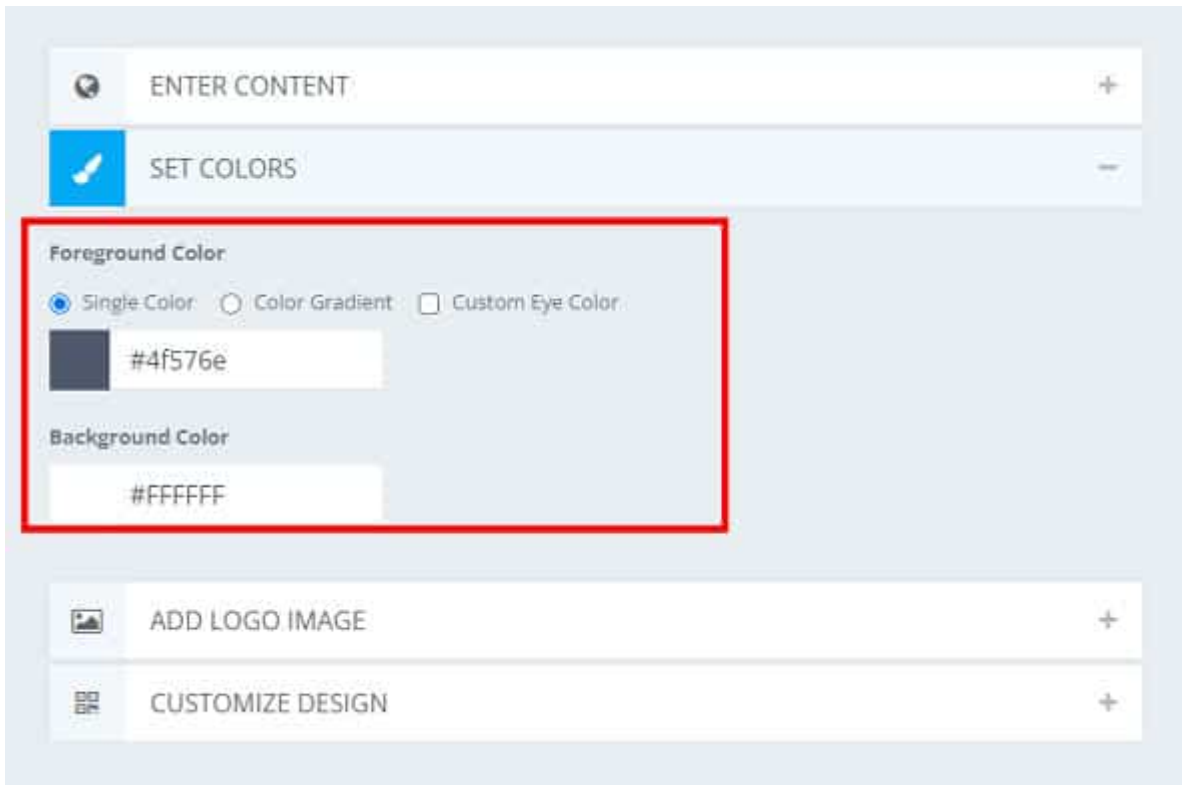 ENTER CONTENT
SET COLORS
Foreground Color
Single Color Color Gradient Custom Eye Color
#4f576e
Background Color
#FFFFFF
ADD LOGO IMAGE
CUSTOMIZE DESIGN